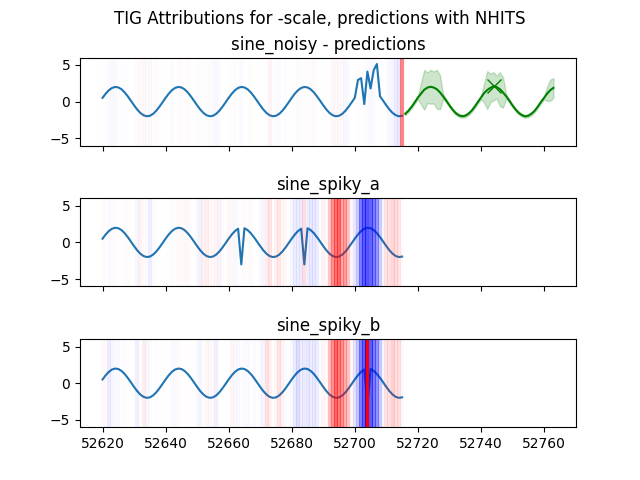 TIG Attributions for -scale, predictions with NHITS
sine_noisy - predictions
5
0
−5
sine_spiky_a
5
0
−5
sine_spiky_b
5
0
−5
52620 52640 52660 52680 52700 52720 52740 52760